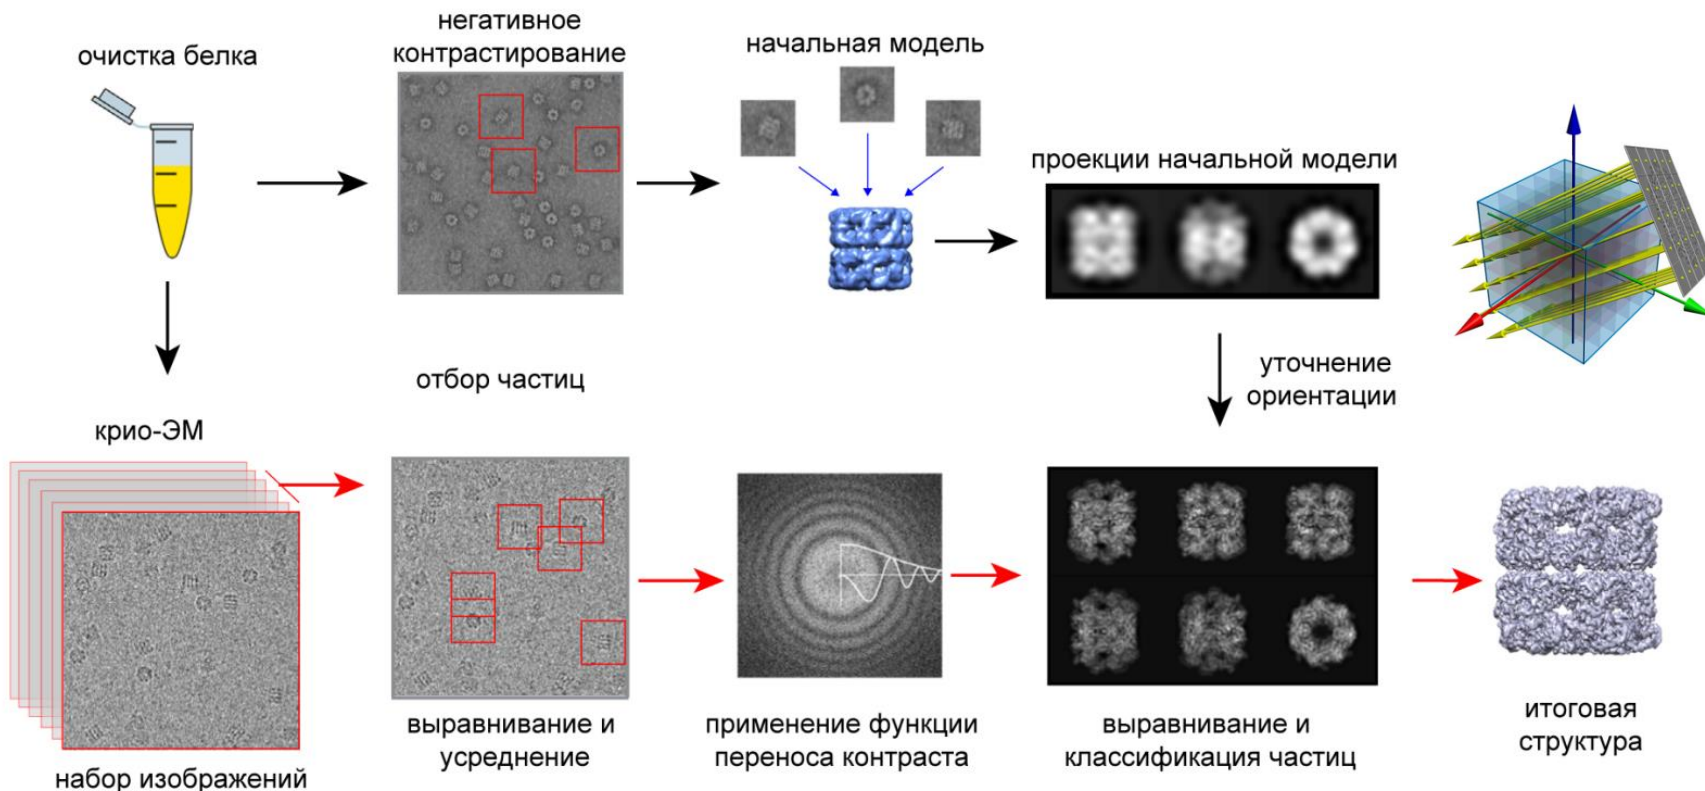 очистка белка
негативное
контрастирование
начальная модель
проекции начальной модели
уточнение
ориентации
отбор частиц
крио-ЭМ
набор изображений
выравнивание и
усреднение
применение функции
переноса контраста
выравнивание и
классификация частиц
итоговая
структура